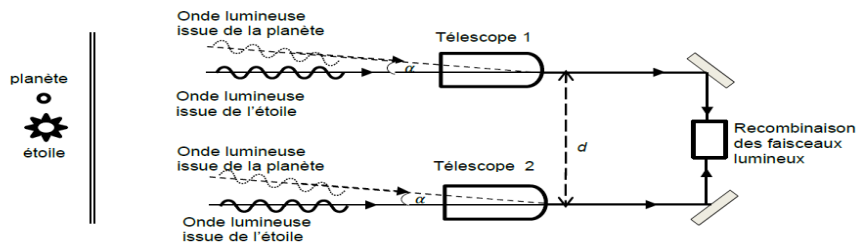 Onde lumineuse
issue de la planète
Télescope 1
α
planète
Onde lumineuse
issue de l'étoile
étoile
d
Recombinaison
des faisceaux
lumineux
Onde lumineuse
issue de la planète
Télescope 2
α
Onde lumineuse
issue de l'étoile